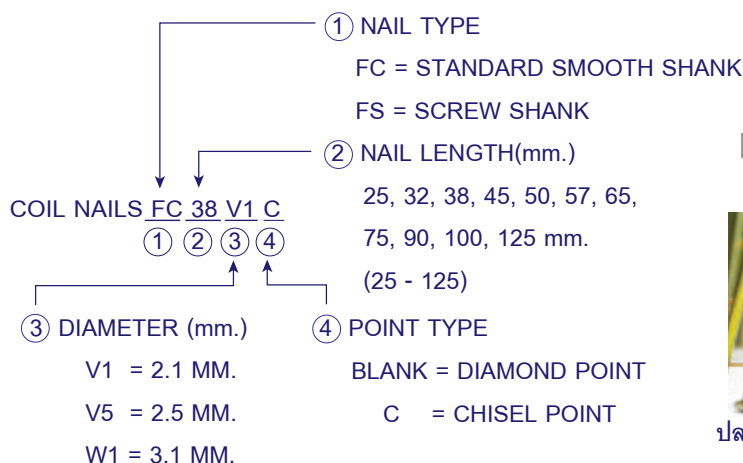 ① NAIL TYPE
FC = STANDARD SMOOTH SHANK
FS = SCREW SHANK
② NAIL LENGTH(mm.)
25, 32, 38, 45, 50, 57, 65,
75, 90, 100, 125 mm.
(25 - 125)
COIL NAILS FC 38 V1 C
① ② ③ ④
③ DIAMETER (mm.)
V1 = 2.1 MM.
V5 = 2.5 MM.
W1 = 3.1 MM.
④ POINT TYPE
BLANK = DIAMOND POINT
C = CHISEL POINT